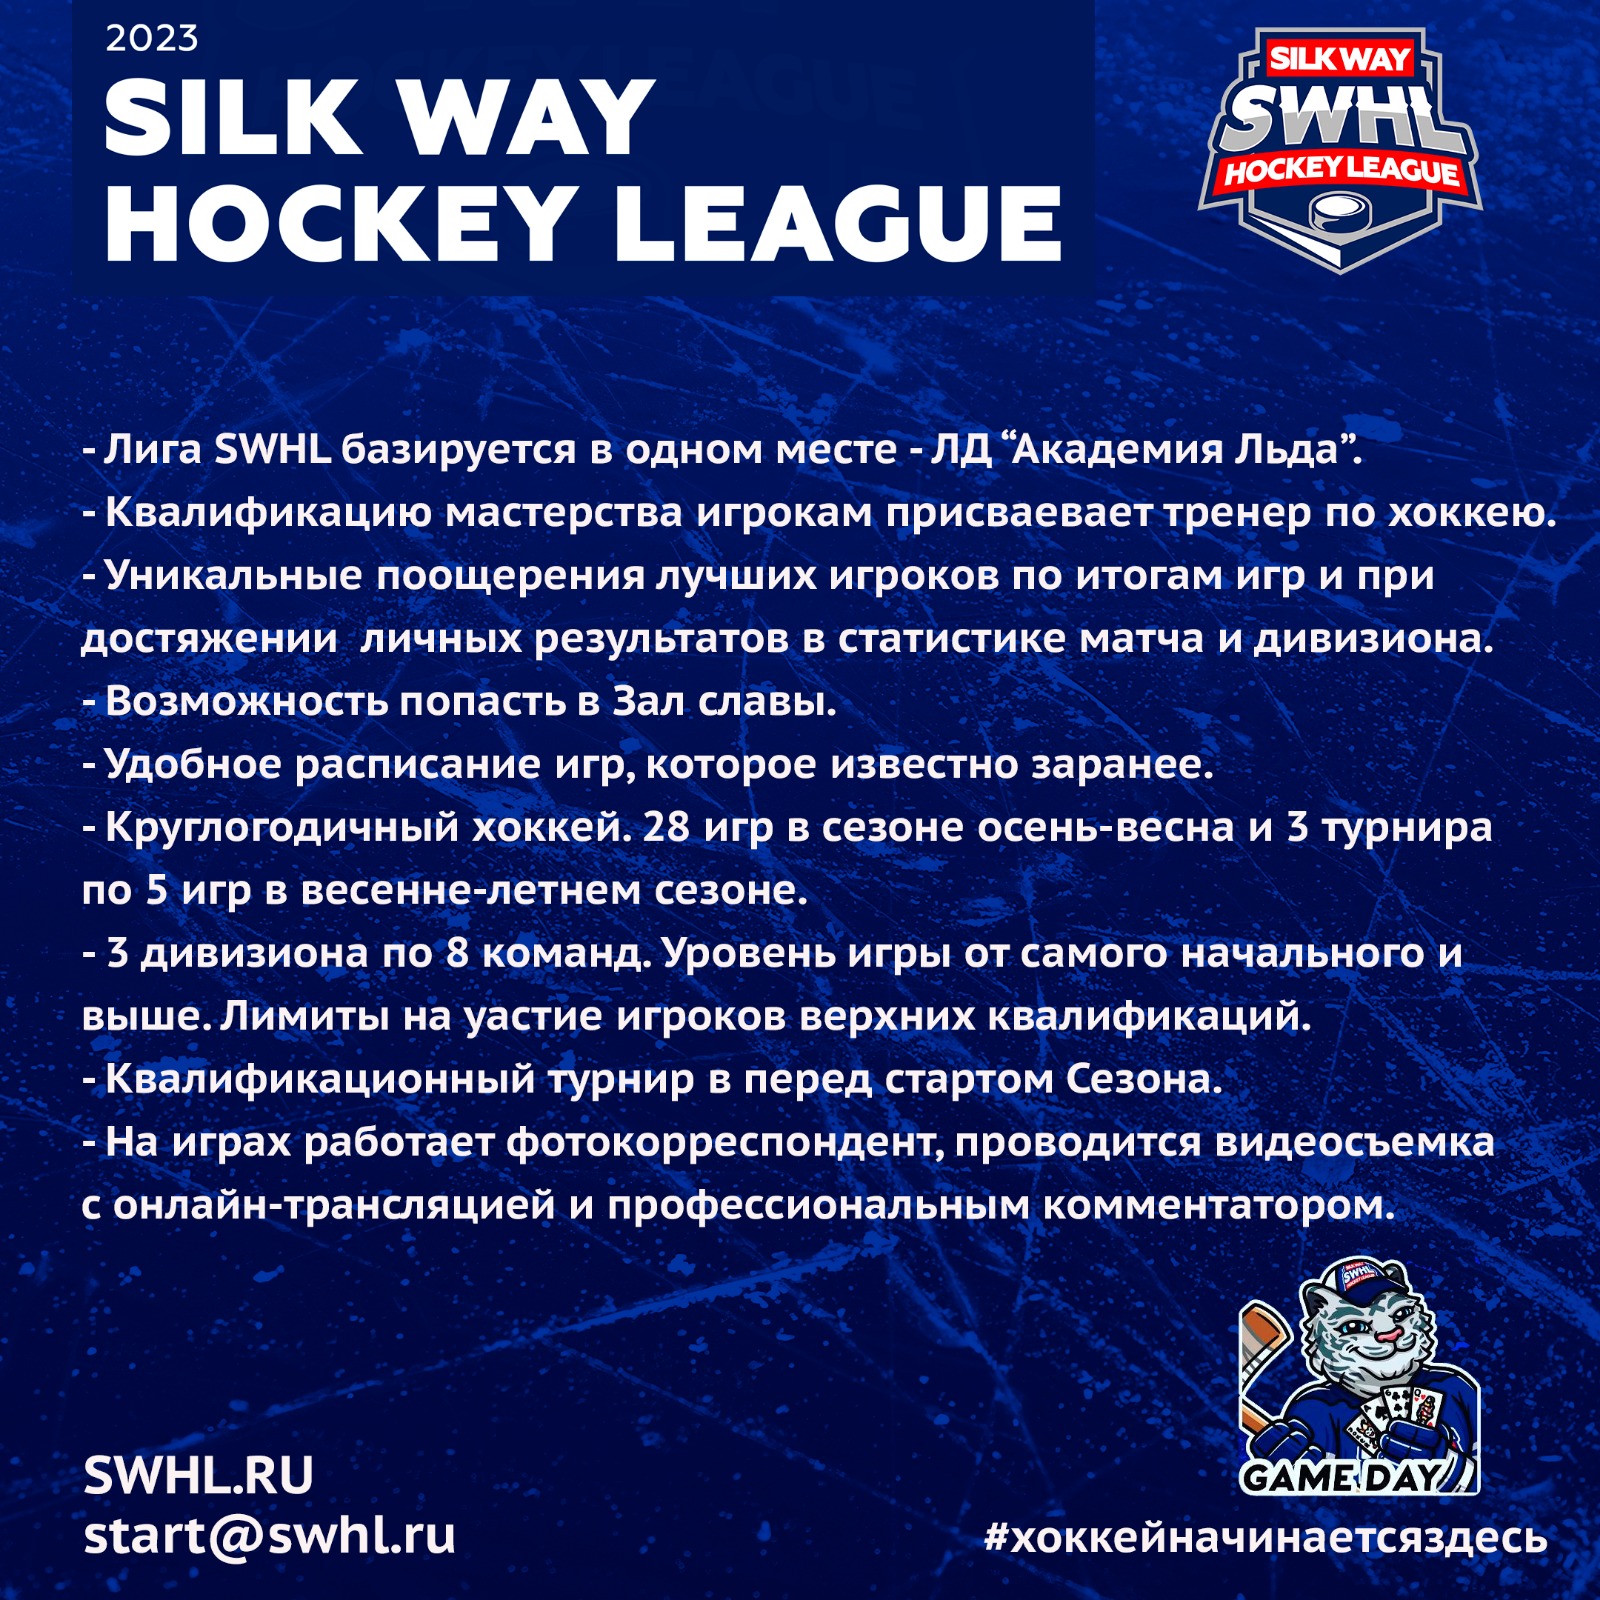 2023
SILK WAY
HOCKEY LEAGUE
SILK WAY
SWHL
HOCKEY LEAGUE
- Лига SWHL базируется в одном месте - ЛД “Академия Льда”.
- Квалификацию мастерства игрокам присваевает тренер по хоккею.
- Уникальные поощерения лучших игроков по итогам игр и при
достяжении личных результатов в статистике матча и дивизиона.
- Возможность попасть в Зал славы.
- Удобное расписание игр, которое известно заранее.
- Круглогодичный хоккей. 28 игр в сезоне осень-весна и 3 турнира
по 5 игр в весенне-летнем сезоне.
- 3 дивизиона по 8 команд. Уровень игры от самого начального и
выше. Лимиты на уастие игроков верхних квалификаций.
- Квалификационный турнир в перед стартом Сезона.
- На играх работает фотокорреспондент, проводится видеосъемка
с онлайн-трансляцией и профессиональным комментатором.
SWHL
GAME DAY
SWHL.RU
start@swhl.ru
#хоккейначинаетсяздесь